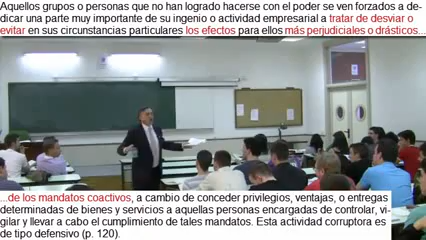 Aquellos grupos o personas que no han logrado hacerse con el poder se ven forzados a de-
dicar una parte muy importante de su ingenio o actividad empresarial a tratar de desviar o
evitar en sus circunstancias particulares los efectos para ellos más perjudiciales o drásticos...
...de los mandatos coactivos, a cambio de conceder privilegios, ventajas, o entregas
determinadas de bienes y servicios a aquellas personas encargadas de controlar, vi-
gilar y llevar a cabo el cumplimiento de tales mandatos. Esta actividad corruptora es
de tipo defensivo (p. 120).